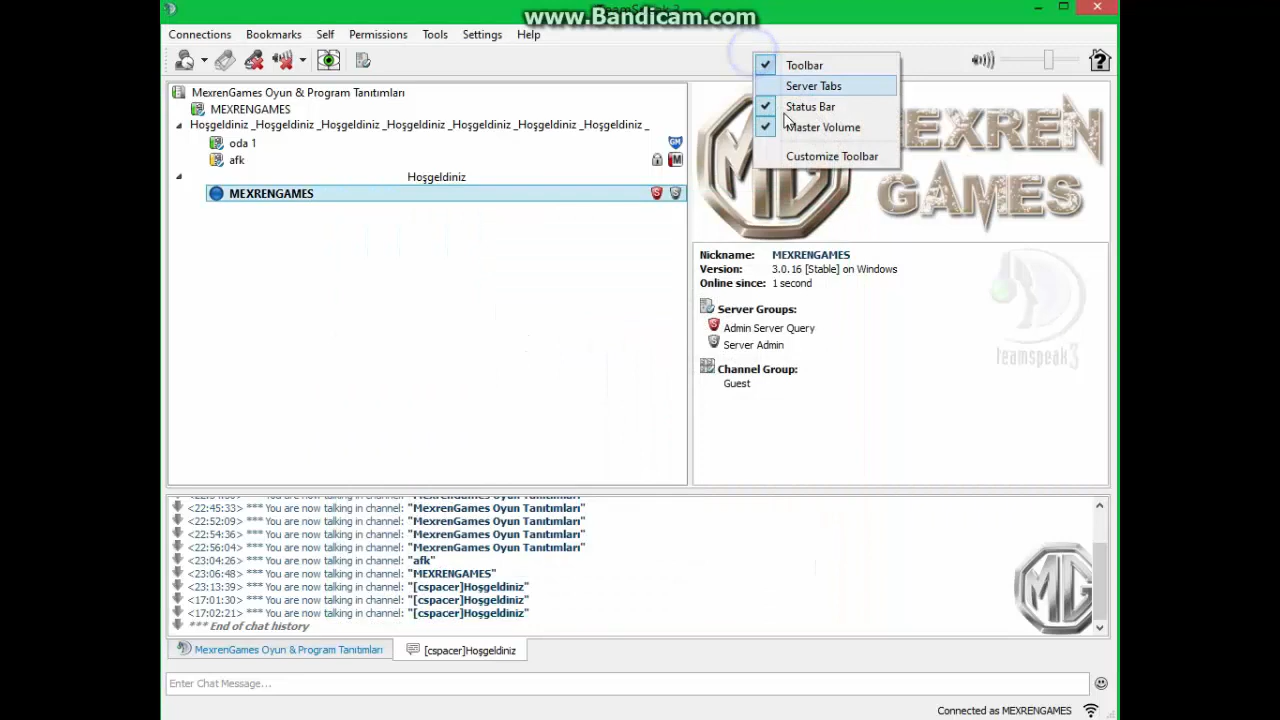 www.Bandicam.com
Connections Bookmarks Self Permissions Tools Settings Help
Toolbar
Server Tabs
Status Bar
Master Volume
Customize Toolbar
MexrenGames Oyun & Program Tanıtımları
MEXRENGAMES
Hoşgeldiniz _Hoşgeldiniz _Hoşgeldiniz _Hoşgeldiniz _Hoşgeldiniz _Hoşgeldiniz _Hoşgeldiniz _
oda 1
GM
afk
M
Hoşgeldiniz
MEXRENGAMES
MG
MEXREN
GAMES
Nickname: MEXRENGAMES
Version: 3.0.16 [Stable] on Windows
Online since: 1 second
Server Groups:
Admin Server Query
Server Admin
Channel Group:
Guest
teamspeak3
<22:45:33> *** You are now talking in channel: "MexrenGames Oyun Tanıtımları"
<22:52:09> *** You are now talking in channel: "MexrenGames Oyun Tanıtımları"
<22:54:36> *** You are now talking in channel: "MexrenGames Oyun Tanıtımları"
<22:56:04> *** You are now talking in channel: "MexrenGames Oyun Tanıtımları"
<23:04:26> *** You are now talking in channel: "afk"
<23:06:48> *** You are now talking in channel: "MEXRENGAMES"
<23:13:39> *** You are now talking in channel: "[cspacer]Hoşgeldiniz"
<17:01:30> *** You are now talking in channel: "[cspacer]Hoşgeldiniz"
<17:02:21> *** You are now talking in channel: "[cspacer]Hoşgeldiniz"
*** End of chat history
MG
MexrenGames Oyun & Program Tanıtımları
[cspacer]Hoşgeldiniz
Enter Chat Message...
Connected as MEXRENGAMES